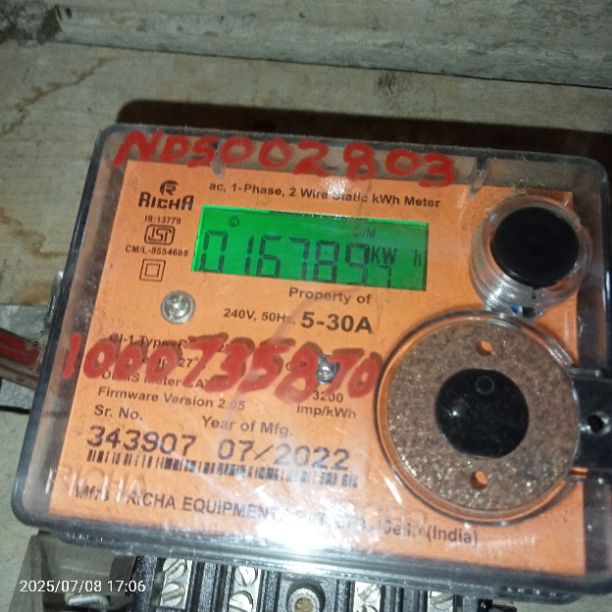 NDS002803
RICHA
ac, 1-Phase, 2 Wire Static kWh Meter
IS:13779
CM/L-8554659
CUM
KW h
Property of
240V, 50Hz, 5-30A
1000735870
3200
Imp/kWh
Firmware Version 2.05
Sr. No. Year of Mfg.
343907 07/2022
RICHA EQUIPMENT
(India)
2025/07/08 17:06